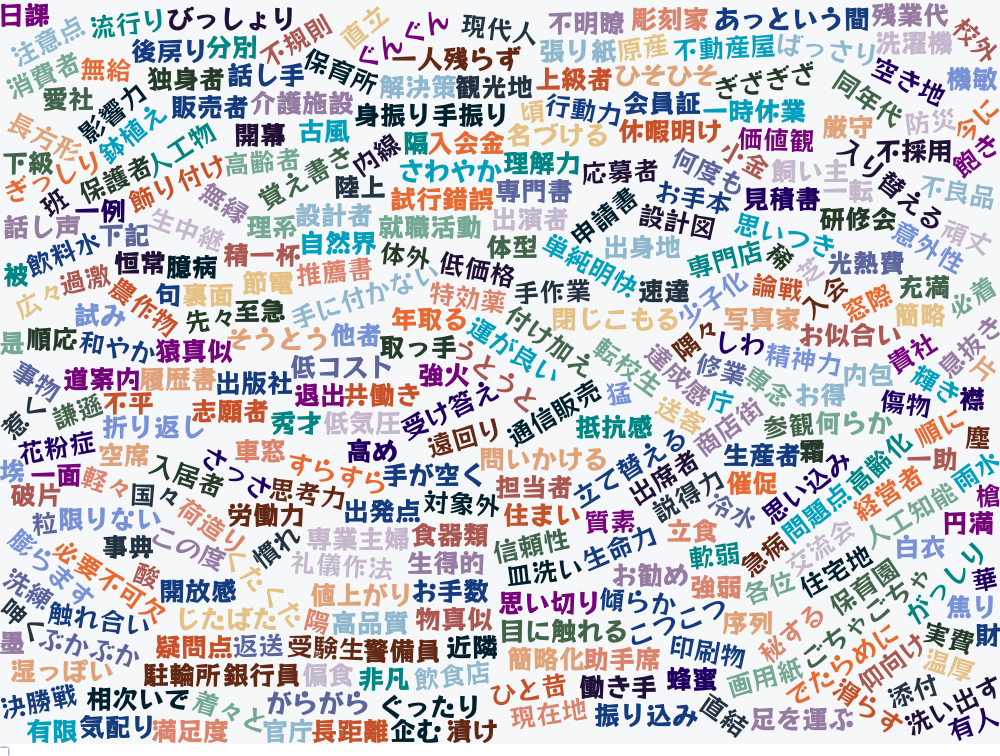 日課
流行り
びっしょり
不規則
直立
ぐんぐん
現代人
不明瞭
彫刻家
あっという間
残業代
枝外
注意点
後戻り
分別
一人残らず
張り紙
原産
不動産屋
ばっさり
洗濯機
消費者
無給
独身者
話し手
保育所
解決策
観光地
上級者
ひそひそ
ぎざぎざ
同年代
空き地
機敏
愛社
影響力
販売者
介護施設
身振り手振り
頃
行動力
会員証
一時休業
長方形
鉢植え
人工物
開幕
古風
内線
隔
入会金
名づける
休暇明け
価値観
厳守
防災
下級
ぎっしり
保護者
飾り付け
高齢者
覚え書き
さわやか
理解力
応募者
何度も
小金
飼い主
入り替える
不採用
飽き
班
一例
無縁
陸上
試行錯誤
専門書
申請書
お手本
見積書
一転
不良品
話し声
下記
生中継
理系
設計者
就職活動
出演者
設計図
思いつき
研修会
頑丈
飲料水
恒常
臆病
精一杯
自然界
体外
体型
単純明快
出身地
専門店
希
意外性
被
過激
農作物
句
裏面
節電
推薦書
低価格
手作業
速達
少子化
論戦
芝
光熱費
広々
試み
先々
至急
手に付かない
特効薬
付け加え
閉じこもる
写真家
入会
窓際
充満
必着
是
順応
和やか
猿真似
そうとう
他者
年取る
運が良い
隅々
しわ
お似合い
簡略
息抜き
事物
道案内
履歴書
出版社
低コスト
取っ手
うとうと
転校生
達成感
修業
精神力
貴社
片
惹く
謙遜
不平
志願者
退出
共働き
強火
受け答え
通信販売
猛
送客
庁
専念
お得
内包
輝き
傷物
襟
花粉症
折り返し
秀才
低気圧
遠回り
抵抗感
商店街
参観
何らか
順に
塵
埃
一面
空席
車窓
高め
問いかける
立て替える
生産者
霜
高齢化
一助
雨水
破片
軽々
国々
入居者
さっさ
思考力
すらすら
手が空く
担当者
出席者
説得力
催促
思い込み
問題点
経営者
人工知能
槍
粒
限りない
荷造り
労働力
出発点
対象外
住まい
質素
立食
冷水
円満
膨らます
必要不可欠
事典
この度
慣れ
専業主婦
食器類
信頼性
生命力
軟弱
急病
交流会
白衣
がっしり
洗練
酸
開放感
くたくた
礼儀作法
生得的
皿洗い
お勧め
強弱
各位
住宅地
保育園
華
呻く
触れ合い
じたばた
陽
値上がり
お手数
思い切り
傾らか
序列
秘する
ごちゃごちゃ
焦り
墨
ぶかぶか
疑問点
返送
受験生
高品質
警備員
物真似
近隣
目に触れる
こつこつ
印刷物
でたらめに
仰向け
実費
財
湿っぽい
駐輪所
銀行員
偏食
非凡
飲食店
簡略化
助手席
画用紙
温厚
決勝戦
相次いで
着々と
がらがら
ぐったり
ひと昔
働き手
蜂蜜
濁らす
添付
洗い出す
有限
気配り
満足度
官庁
長距離
企む
漬け
現在地
振り込み
直結
足を運ぶ
有人